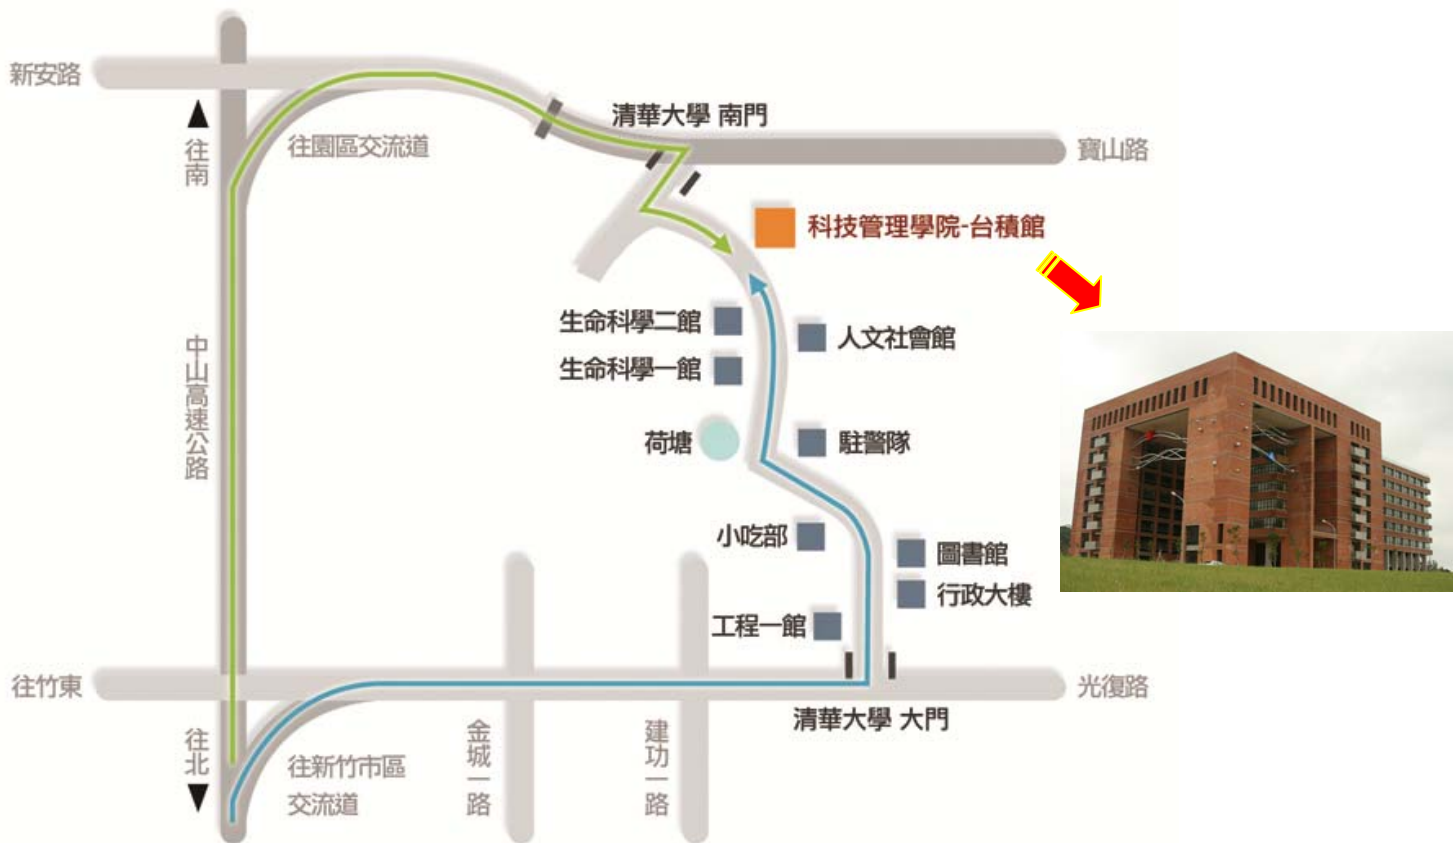 新安路
清華大學 南門
往南
往園區交流道
寶山路
科技管理學院-台積館
生命科學二館
人文社會館
中山高速公路
生命科學一館
荷塘
駐警隊
小吃部
圖書館
行政大樓
工程一館
往竹東
光復路
清華大學 大門
往北
往新竹市區
交流道
金城一路
建功一路